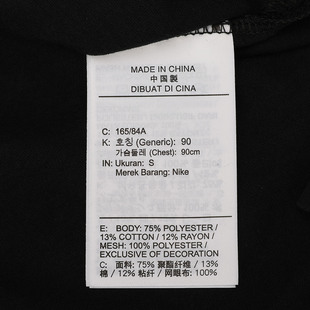 MADE IN CHINA
中国製
DIBUAT DI CINA
C: 165/84A
K: 호칭 (Generic): 90
가슴둘레 (Chest): 90cm
IN: Ukuran: S
Merek Barang: Nike
E: BODY: 75% POLYESTER/
13% COTTON / 12% RAYON /
MESH: 100% POLYESTER/
EXCLUSIVE OF DECORATION
C: 面料: 75% 聚酯纤维 / 13%
棉 / 12% 粘纤 / 网眼布: 100%